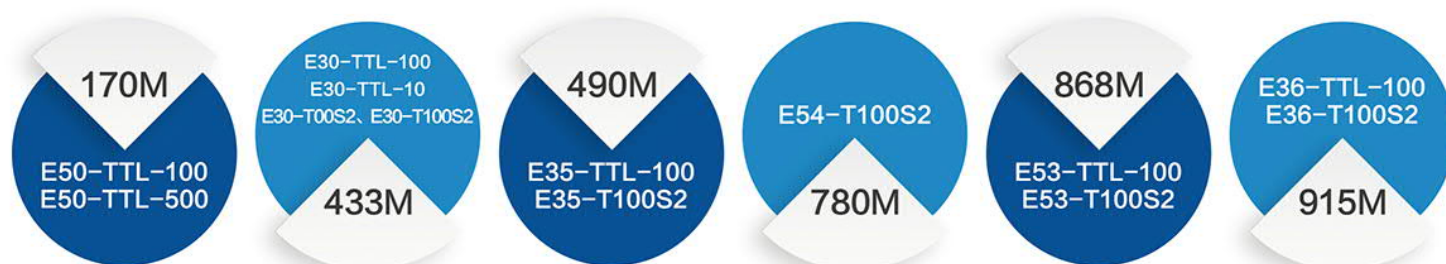 170M
E50-TTL-100
E50-TTL-500
E30-TTL-100
E30-TTL-10
E30-T00S2、E30-T100S2
433M
490M
E35-TTL-100
E35-T100S2
E54-T100S2
780M
868M
E53-TTL-100
E53-T100S2
E36-TTL-100
E36-T100S2
915M